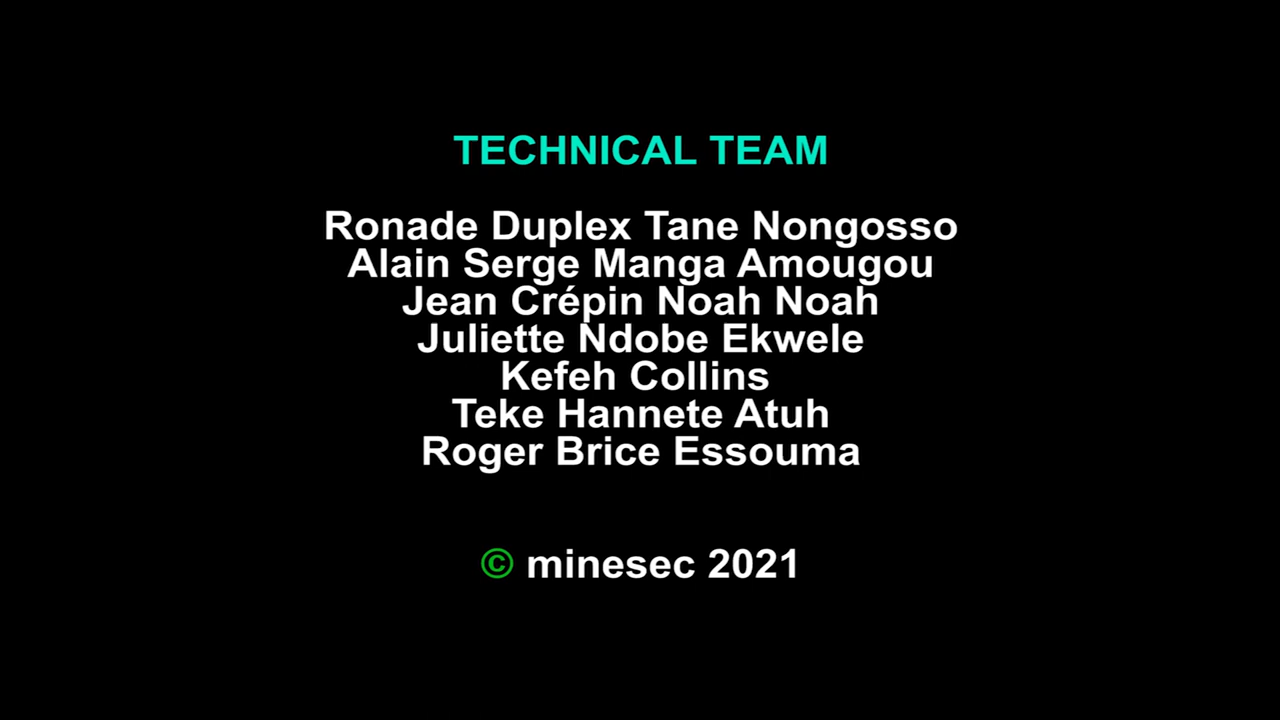 TECHNICAL TEAM
Ronade Duplex Tane Nongosso
Alain Serge Manga Amougou
Jean Crépin Noah Noah
Juliette Ndobe Ekwele
Kefeh Collins
Teke Hannete Atuh
Roger Brice Essouma
© minesec 2021